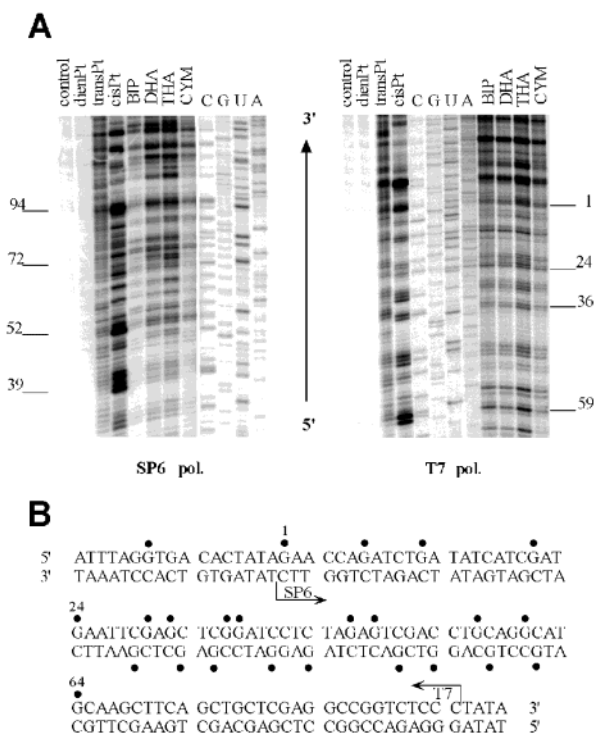 A
control dienPt transPt cisPt BIP DHA THA CYM C G U A
control dienPt transPt cisPt C G U A BIP DHA THA CYM
3'
94
72
52
39
1
24
36
59
5'
SP6 pol.
T7 pol.
B
1
5' ATTTAGGTGA CACTATAGAA CCAGATCTGA TATCATCGAT
3' TAAATCCACT GTGATATCTT GGTCTAGACT ATAGTAGCTA
SP6
24
GAATTCGAGC TCGGATCCTC TAGAGTCGAC CTGCAGGCAT
CTTAAGCTCG AGCCTAGGAG ATCTCAGCTG GACGTCCGTA
64
GCAAGCTTCA GCTGCTCGAG GCCGGTCTCC CTATA 3'
T7
CGTTCGAAGT CGACGAGCTC CGGCCAGAGG GATAT 5'